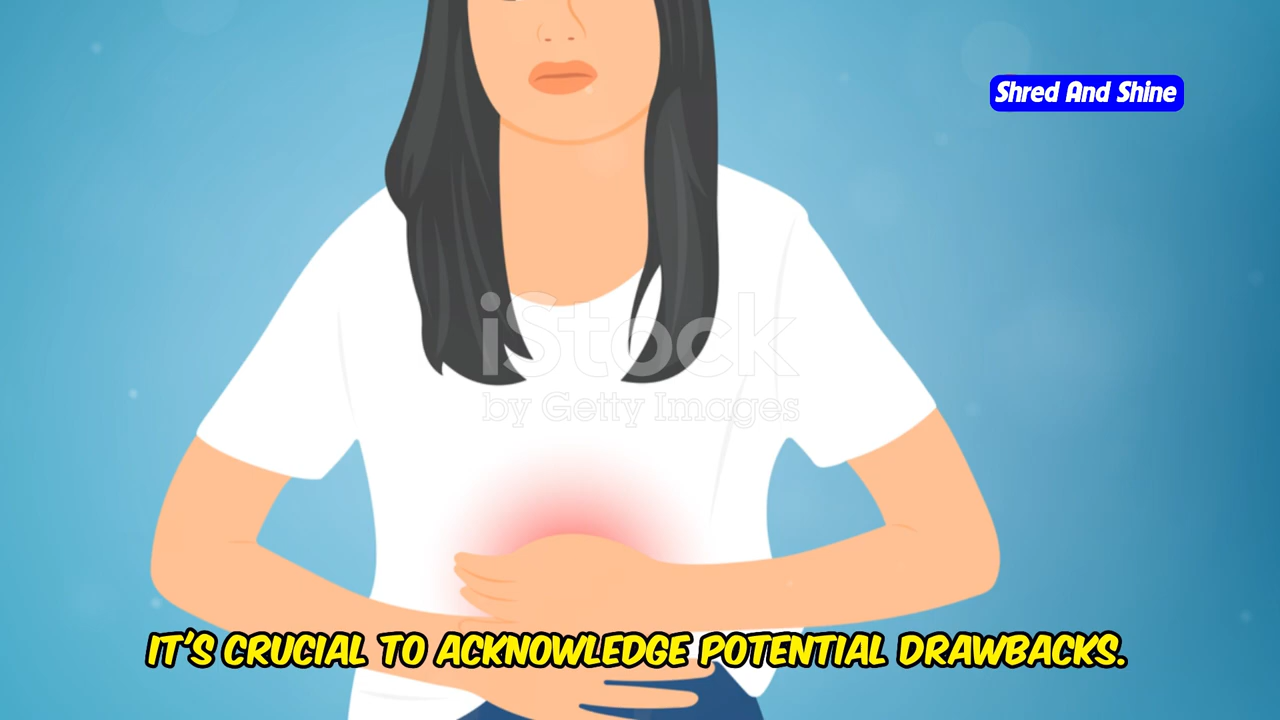 Shred And Shine
iStock
by Getty Images
IT'S CRUCIAL TO ACKNOWLEDGE POTENTIAL DRAWBACKS.